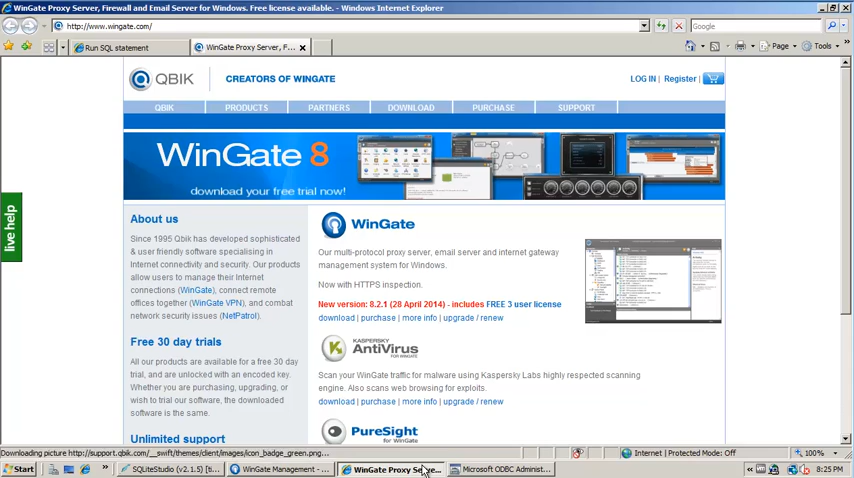 WinGate Proxy Server, Firewall and Email Server for Windows. Free license available. - Windows Internet Explorer
http://www.wingate.com/
Google
Run SQL statement
WinGate Proxy Server, F...
Page
Tools
QBIK
CREATORS OF WINGATE
LOG IN | Register |
QBIK PRODUCTS PARTNERS DOWNLOAD PURCHASE SUPPORT
WinGate 8
download your free trial now!
live help
About us
Since 1995 Qbik has developed sophisticated
& user friendly software specialising in
Internet connectivity and security. Our products
allow users to manage their Internet
connections (WinGate), connect remote
offices together (WinGate VPN), and combat
network security issues (NetPatrol).
Free 30 day trials
All our products are available for a free 30 day
trial, and are unlocked with an encoded key.
Whether you are purchasing, upgrading, or
wish to trial our software, the downloaded
software is the same.
Unlimited support
WinGate
Our multi-protocol proxy server, email server and internet gateway
management system for Windows.
Now with HTTPS inspection.
New version: 8.2.1 (28 April 2014) - includes FREE 3 user license
download | purchase | more info | upgrade / renew
KASPERSKY
AntiVirus
FOR WINGATE
Scan your WinGate traffic for malware using Kaspersky Labs highly respected scanning
engine. Also scans web browsing for exploits.
download | purchase | more info | upgrade / renew
PureSight
for WinGate
Downloading picture http://support.qbik.com/__swift/themes/client/images/icon_badge_green.png...
Internet | Protected Mode: Off
100%
Start
SQLiteStudio (v2.1.5) [t...
WinGate Management - ...
WinGate Proxy Serve...
Microsoft ODBC Administ...
8:25 PM